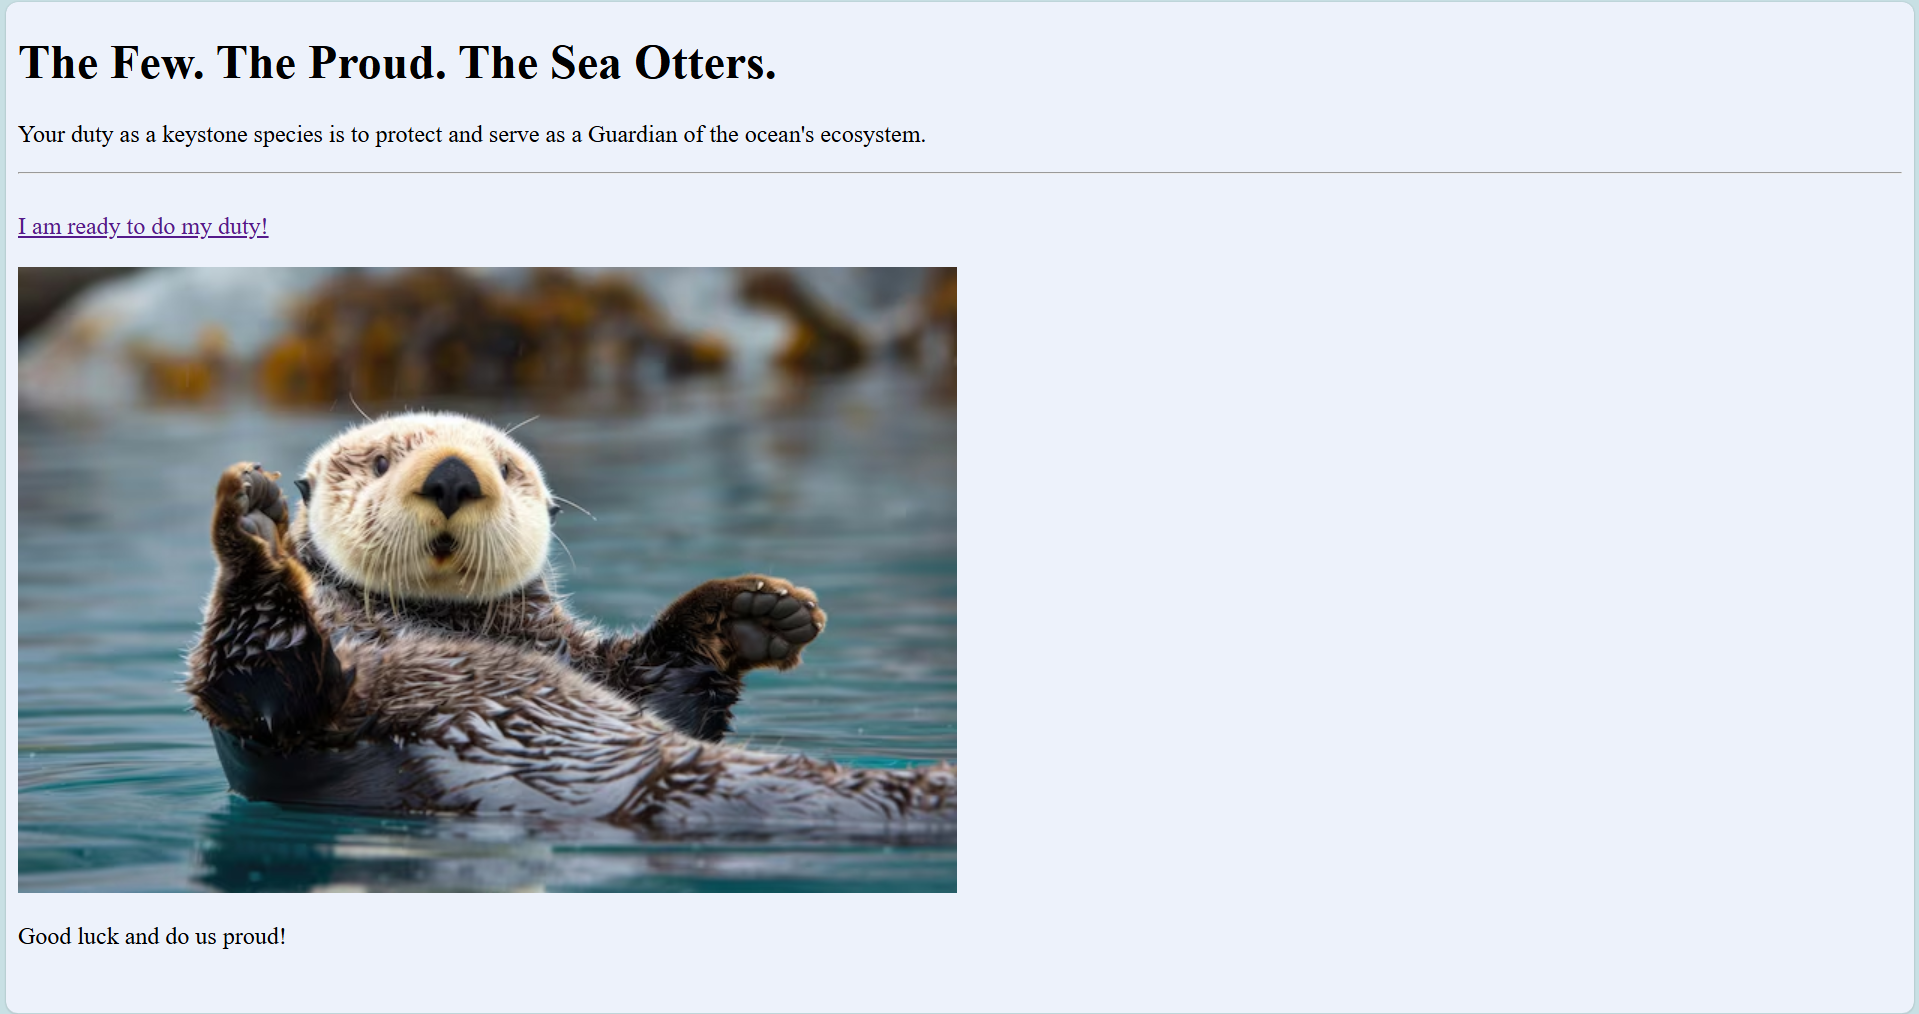 The Few. The Proud. The Sea Otters.
Your duty as a keystone species is to protect and serve as a Guardian of the ocean's ecosystem.
I am ready to do my duty!
Good luck and do us proud!